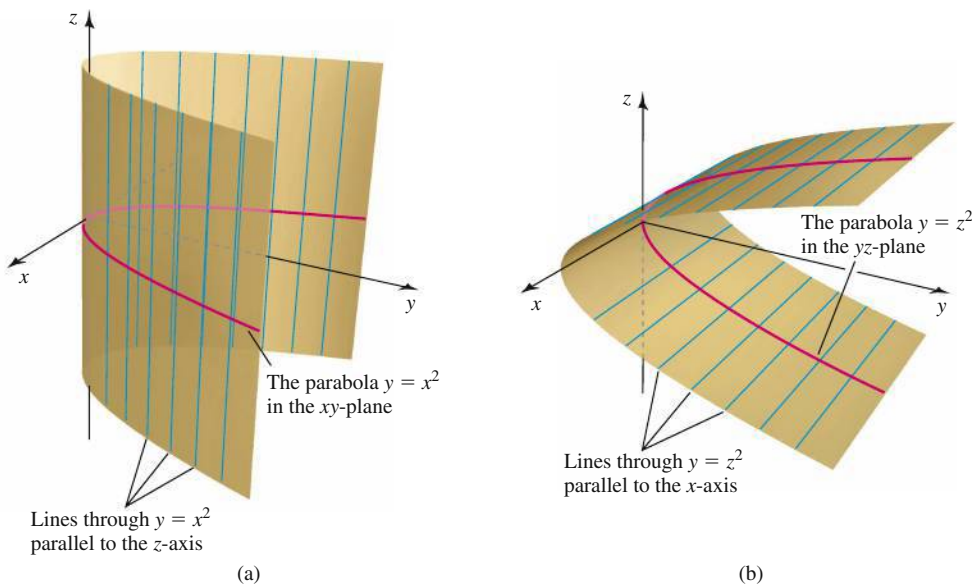 z
x
y
The parabola y = x²
in the xy-plane
Lines through y = x²
parallel to the z-axis
(a)
z
The parabola y = z²
in the yz-plane
x
y
Lines through y = z²
parallel to the x-axis
(b)